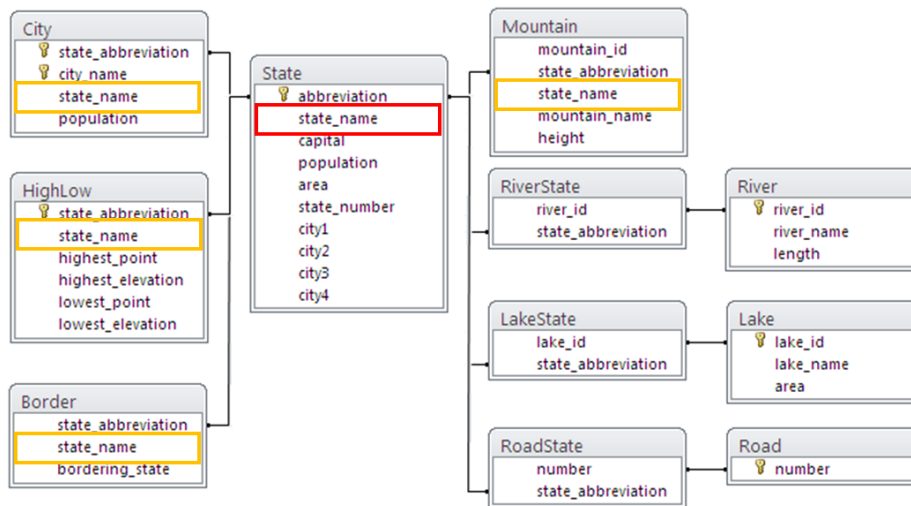 City
state_abbreviation
city_name
state_name
population
HighLow
state_abbreviation
state_name
highest_point
highest_elevation
lowest_point
lowest_elevation
Border
state_abbreviation
state_name
bordering_state
State
abbreviation
state_name
capital
population
area
state_number
city1
city2
city3
city4
Mountain
mountain_id
state_abbreviation
state_name
mountain_name
height
RiverState
river_id
state_abbreviation
River
river_id
river_name
length
LakeState
lake_id
state_abbreviation
Lake
lake_id
lake_name
area
RoadState
number
state_abbreviation
Road
number